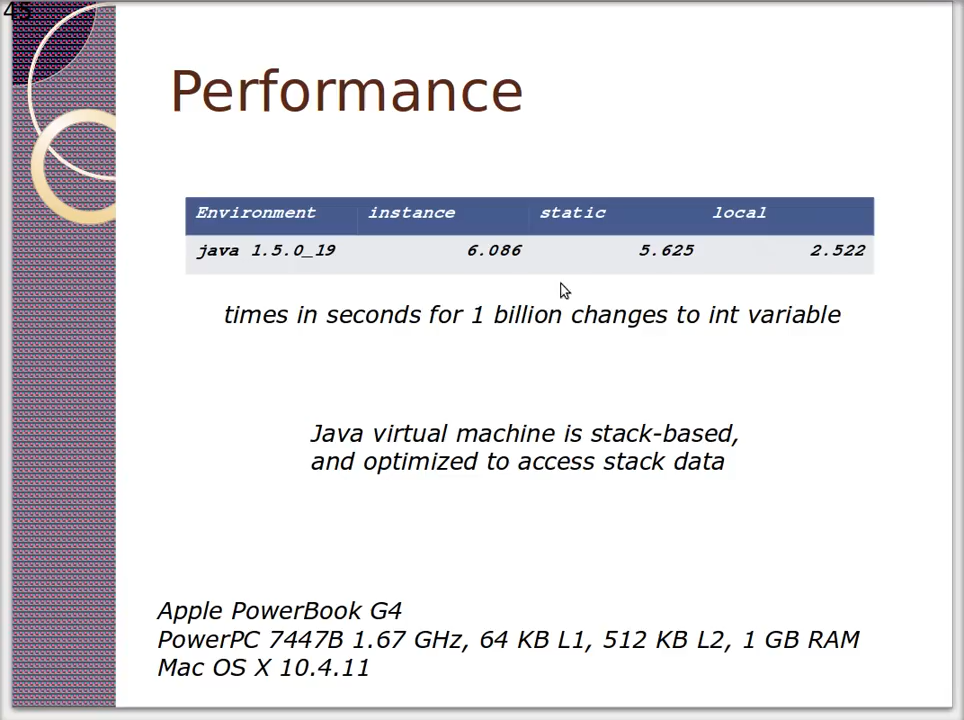 45
Performance
Environment instance static local
java 1.5.0_19 6.086 5.625 2.522
times in seconds for 1 billion changes to int variable
Java virtual machine is stack-based,
and optimized to access stack data
Apple PowerBook G4
PowerPC 7447B 1.67 GHz, 64 KB L1, 512 KB L2, 1 GB RAM
Mac OS X 10.4.11